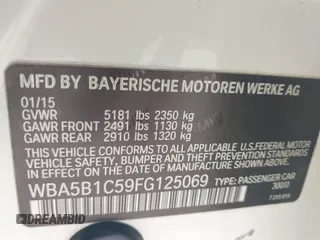 MFD BY BAYERISCHE MOTOREN WERKE AG
01/15
GVWR 5181 lbs 2350 kg
GAWR FRONT 2491 lbs 1130 kg
GAWR REAR 2910 lbs 1320 kg
THIS VEHICLE CONFORMS TO ALL APPLICABLE
U.S. FEDERAL MOTOR VEHICLE SAFETY, BUMPER,
AND THEFT PREVENTION STANDARDS IN EFFECT
ON THE DATE OF MANUFACTURE SHOWN ABOVE.
WBA5B1C59FG125069 TYPE: PASSENGER CAR
300/0
DREAMBID